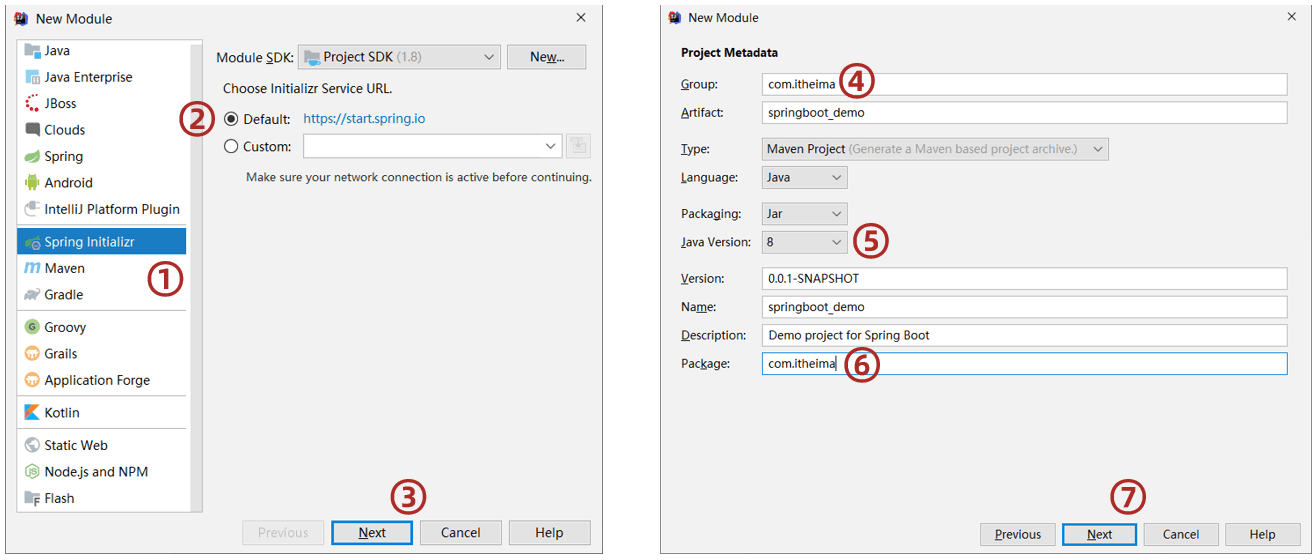 New Module
Java
Java Enterprise
JBoss
Clouds
Spring
Android
IntelliJ Platform Plugin
Spring Initializr
①
Maven
Gradle
Groovy
Grails
Application Forge
Kotlin
Static Web
Node.js and NPM
Flash
Module SDK: Project SDK (1.8) New...
Choose Initializr Service URL.
② Default: https://start.spring.io
Custom:
Make sure your network connection is active before continuing.
③
Previous Next Cancel Help
New Module
Project Metadata
Group: com.itheima ④
Artifact: springboot_demo
Type: Maven Project (Generate a Maven based project archive.)
Language: Java
Packaging: Jar
Java Version: 8 ⑤
Version: 0.0.1-SNAPSHOT
Name: springboot_demo
Description: Demo project for Spring Boot
Package: com.itheima ⑥
⑦
Previous Next Cancel Help